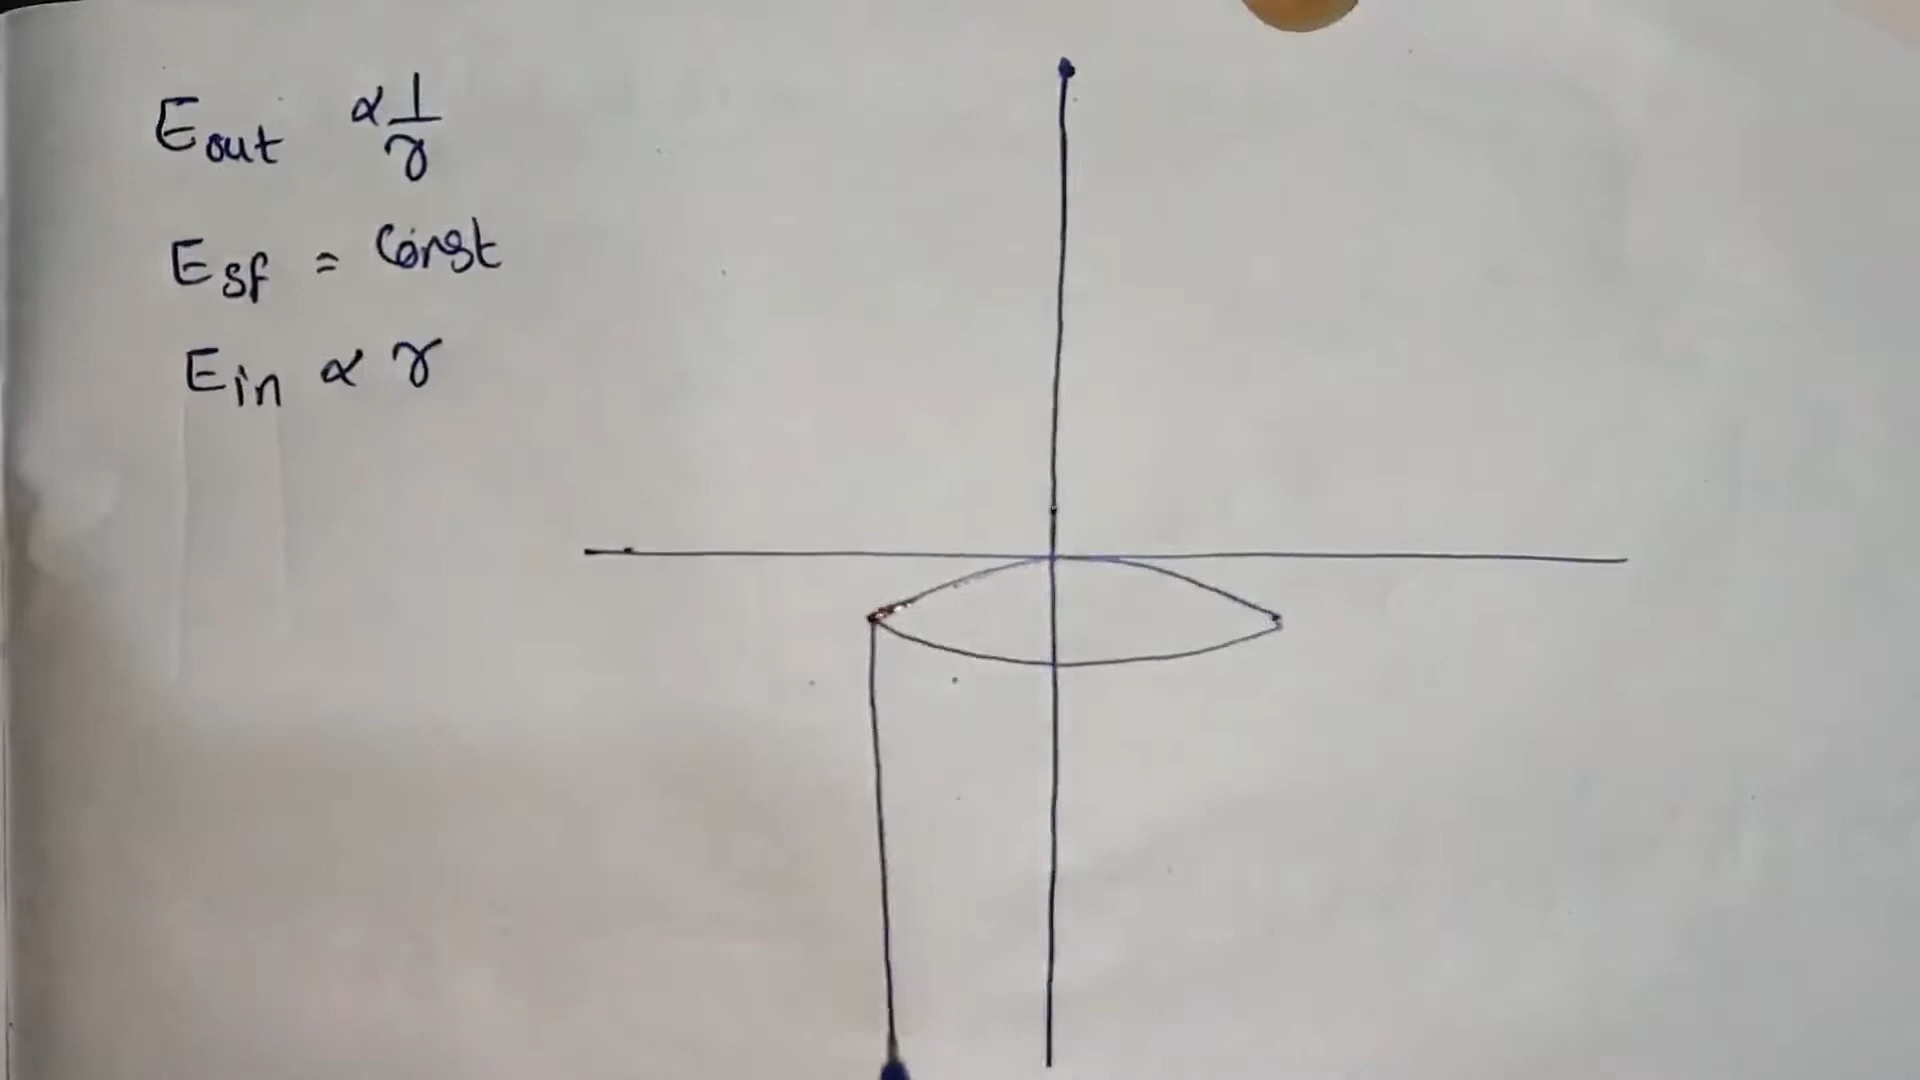 Eout α 1/r
Esf = Const
Ein α r